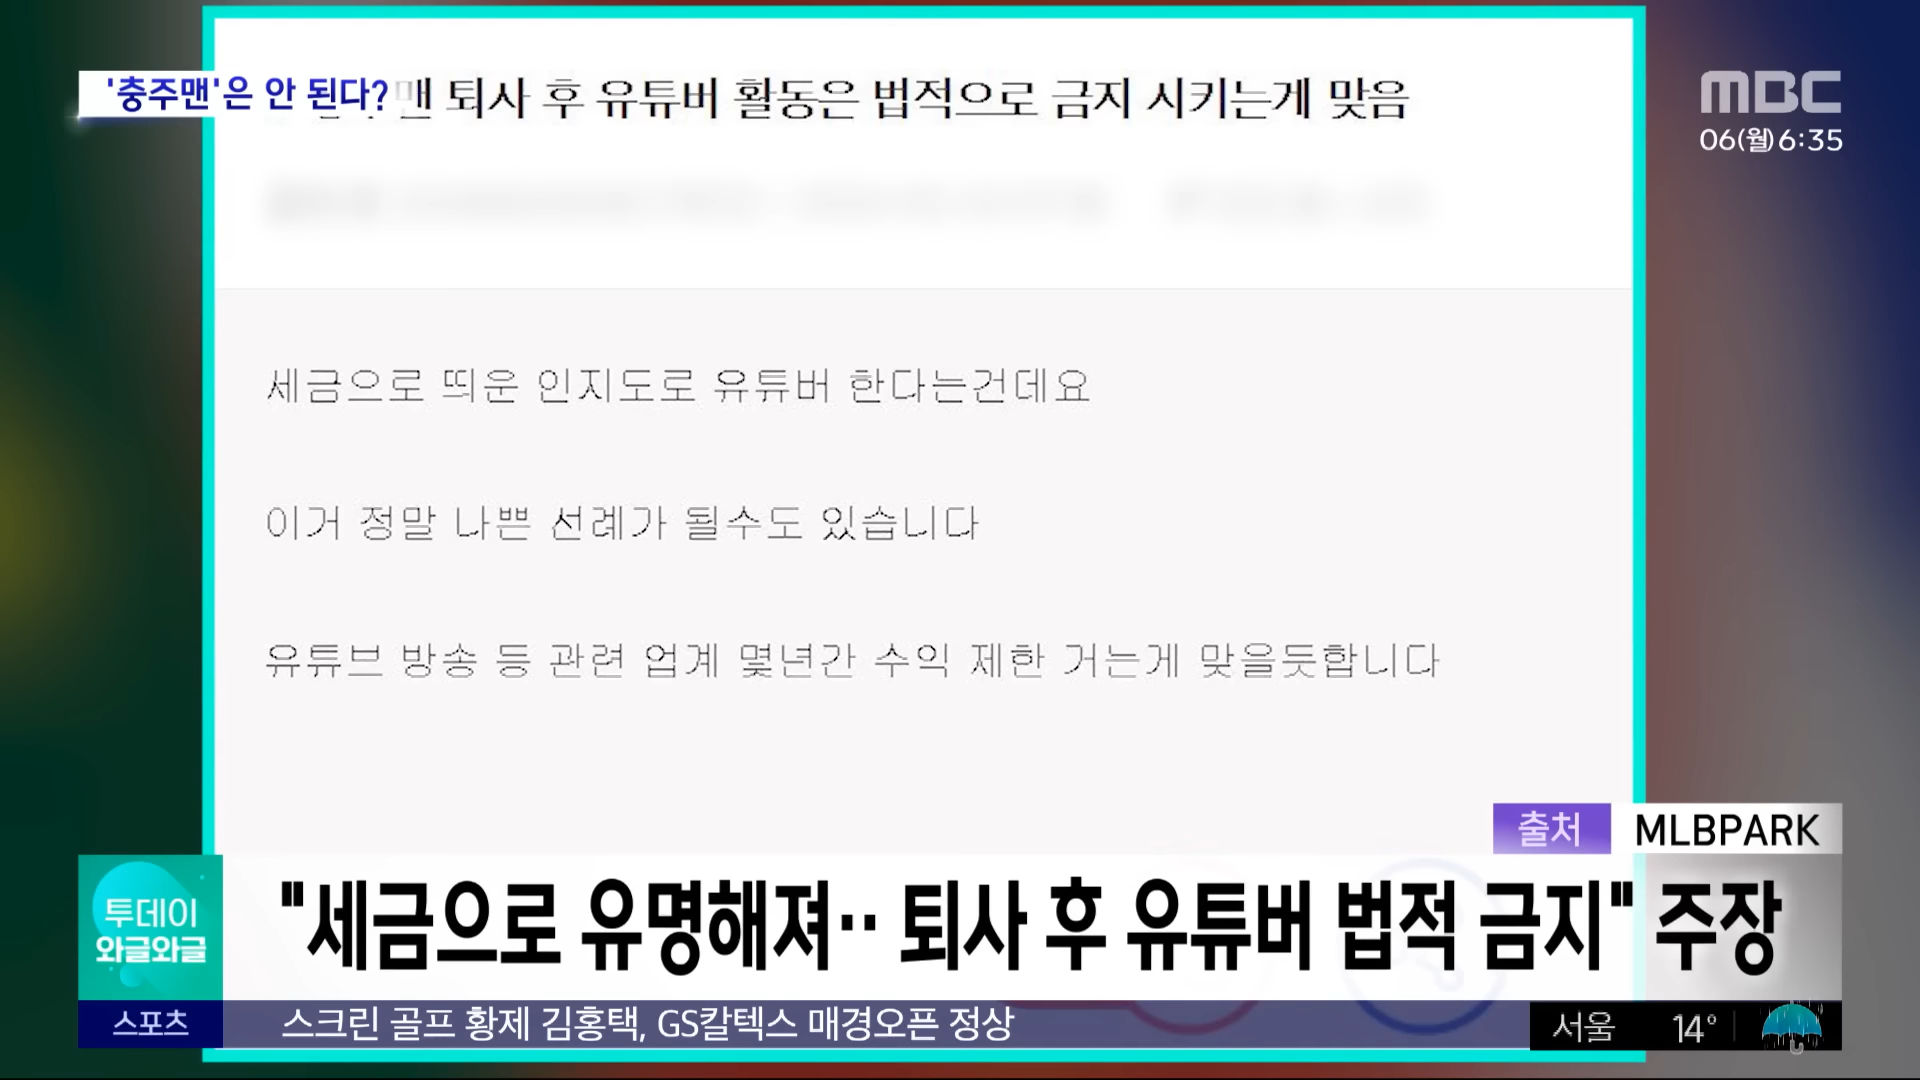 '충주맨'은 안 된다?
맨 퇴사 후 유튜버 활동은 법적으로 금지 시키는게 맞음
MBC
06(월)6:35
세금으로 띄운 인지도로 유튜버 한다는건데요
이거 정말 나쁜 선례가 될수도 있습니다
유튜브 방송 등 관련 업계 몇년간 수익 제한 거는게 맞을듯합니다
출처 MLBPARK
투데이
와글와글
"세금으로 유명해져‥ 퇴사 후 유튜버 법적 금지" 주장
스포츠 스크린 골프 황제 김홍택, GS칼텍스 매경오픈 정상
서울 14°